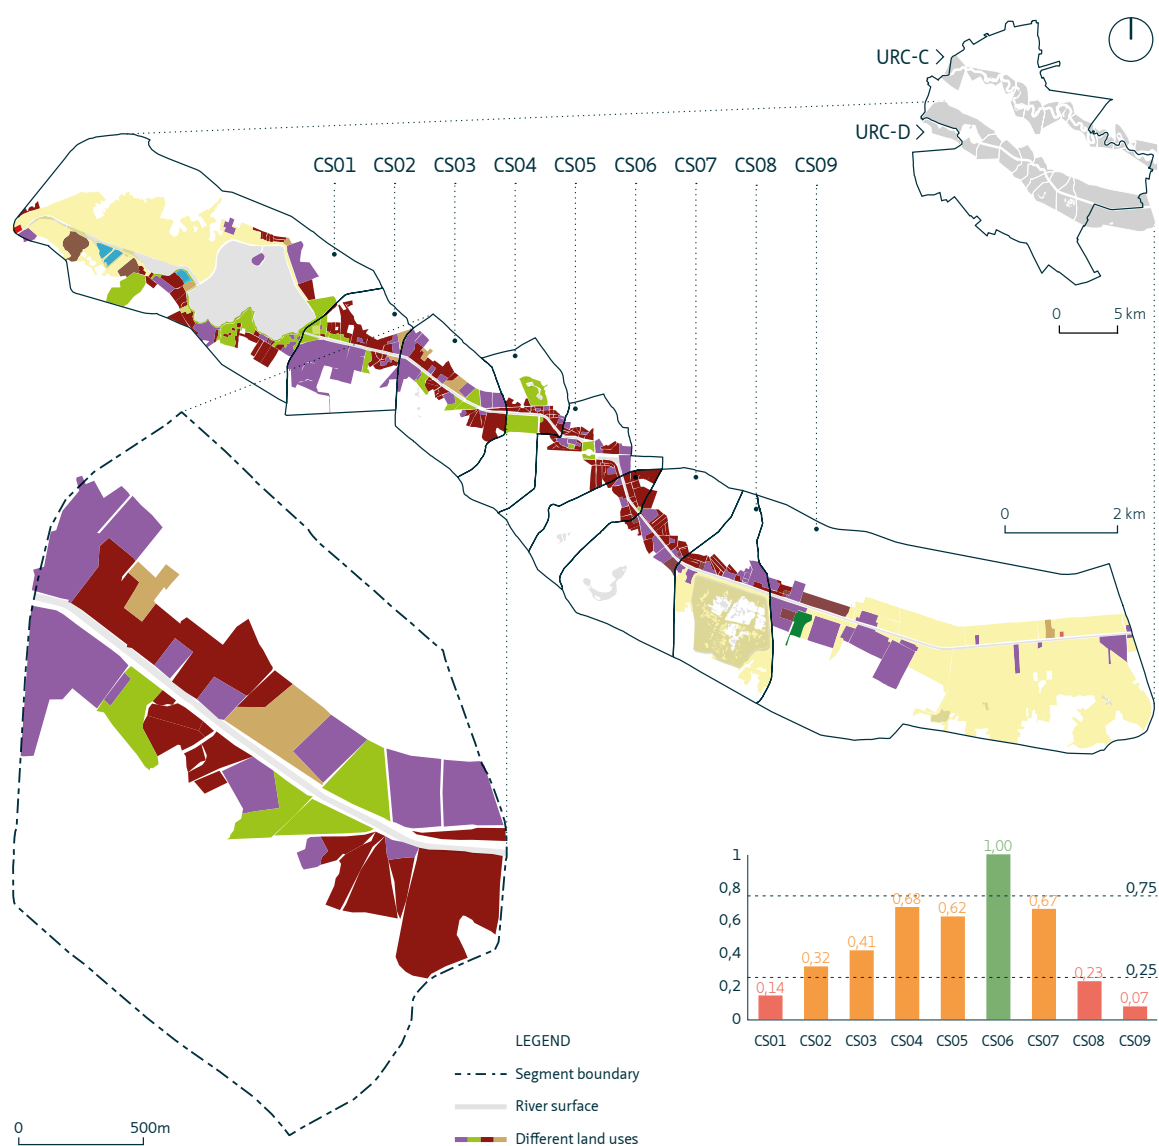 URC-C
URC-D
CS01 CS02 CS03 CS04 CS05 CS06 CS07 CS08 CS09
0 5 km
0 2 km
1
0,8
0,6
0,4
0,2
0
0,75
0,25
0,14 0,32 0,41 0,68 0,62 1,00 0,67 0,23 0,07
CS01 CS02 CS03 CS04 CS05 CS06 CS07 CS08 CS09
LEGEND
Segment boundary
River surface
Different land uses
0 500m